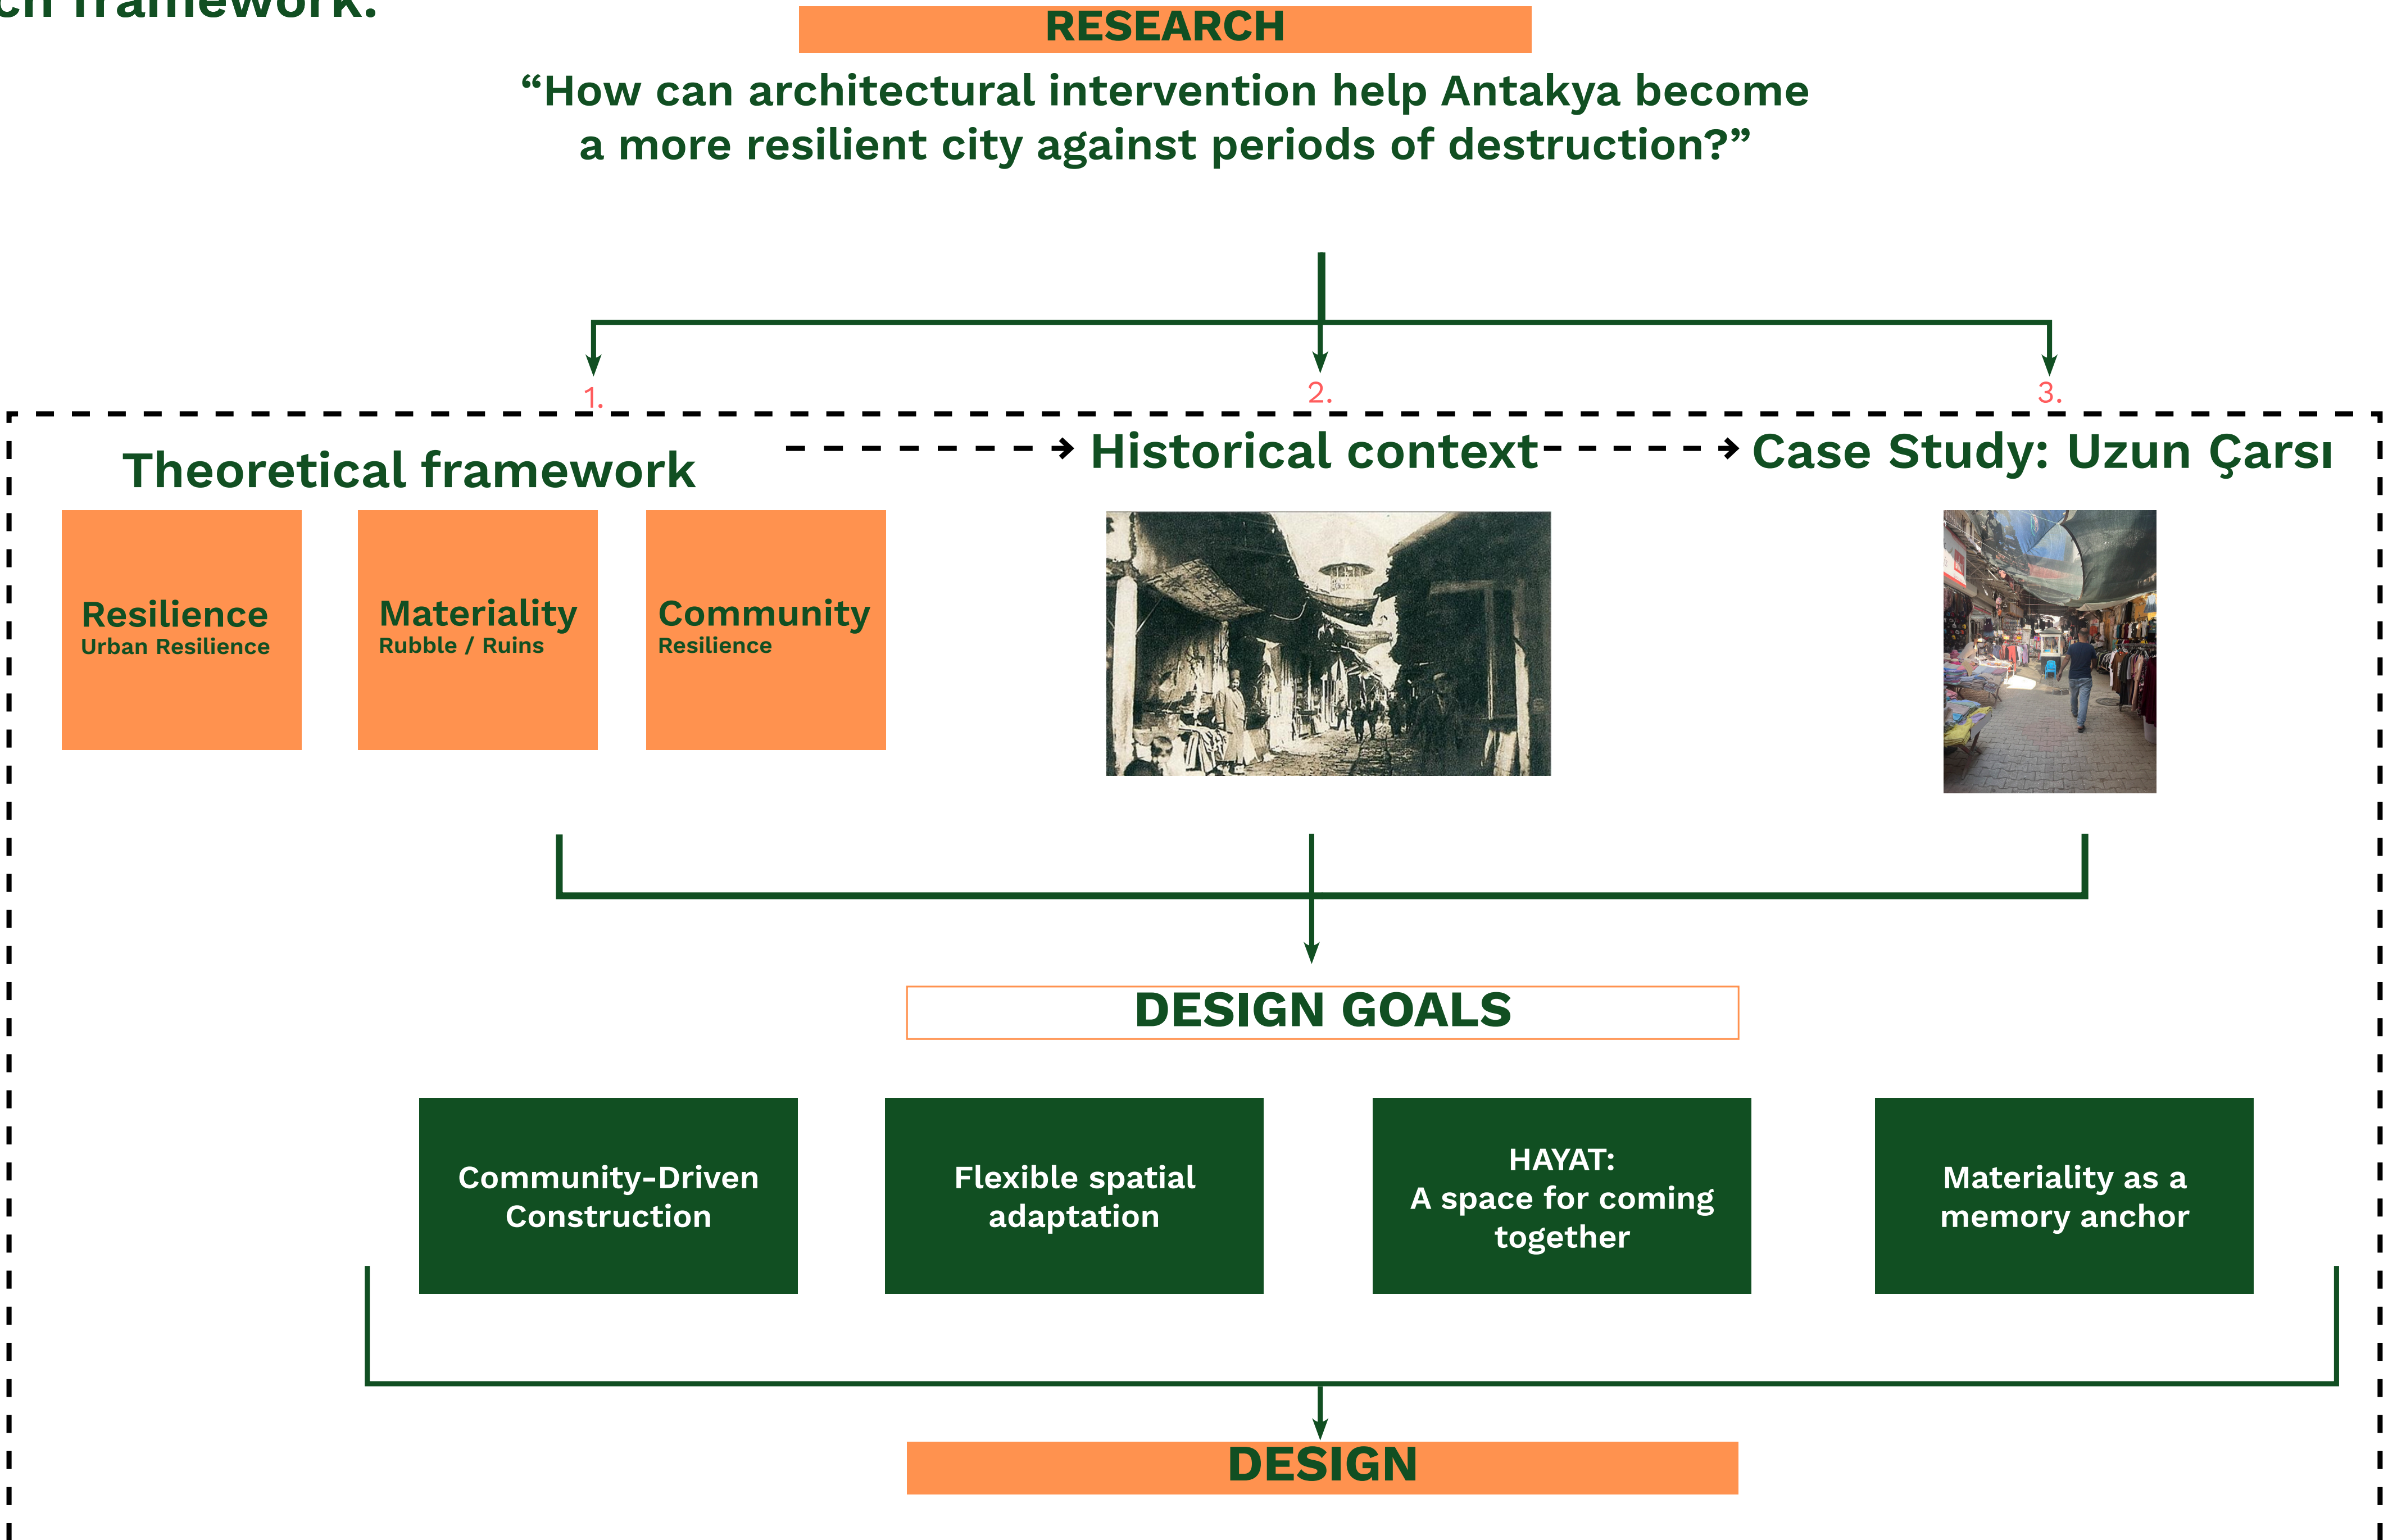 ch framework.
RESEARCH
“How can architectural intervention help Antakya become
a more resilient city against periods of destruction?”
1.
2.
3.
Theoretical framework
Historical context
Case Study: Uzun Çarsı
Resilience
Urban Resilience
Materiality
Rubble / Ruins
Community
Resilience
DESIGN GOALS
Community-Driven
Construction
Flexible spatial
adaptation
HAYAT:
A space for coming
together
Materiality as a
memory anchor
DESIGN